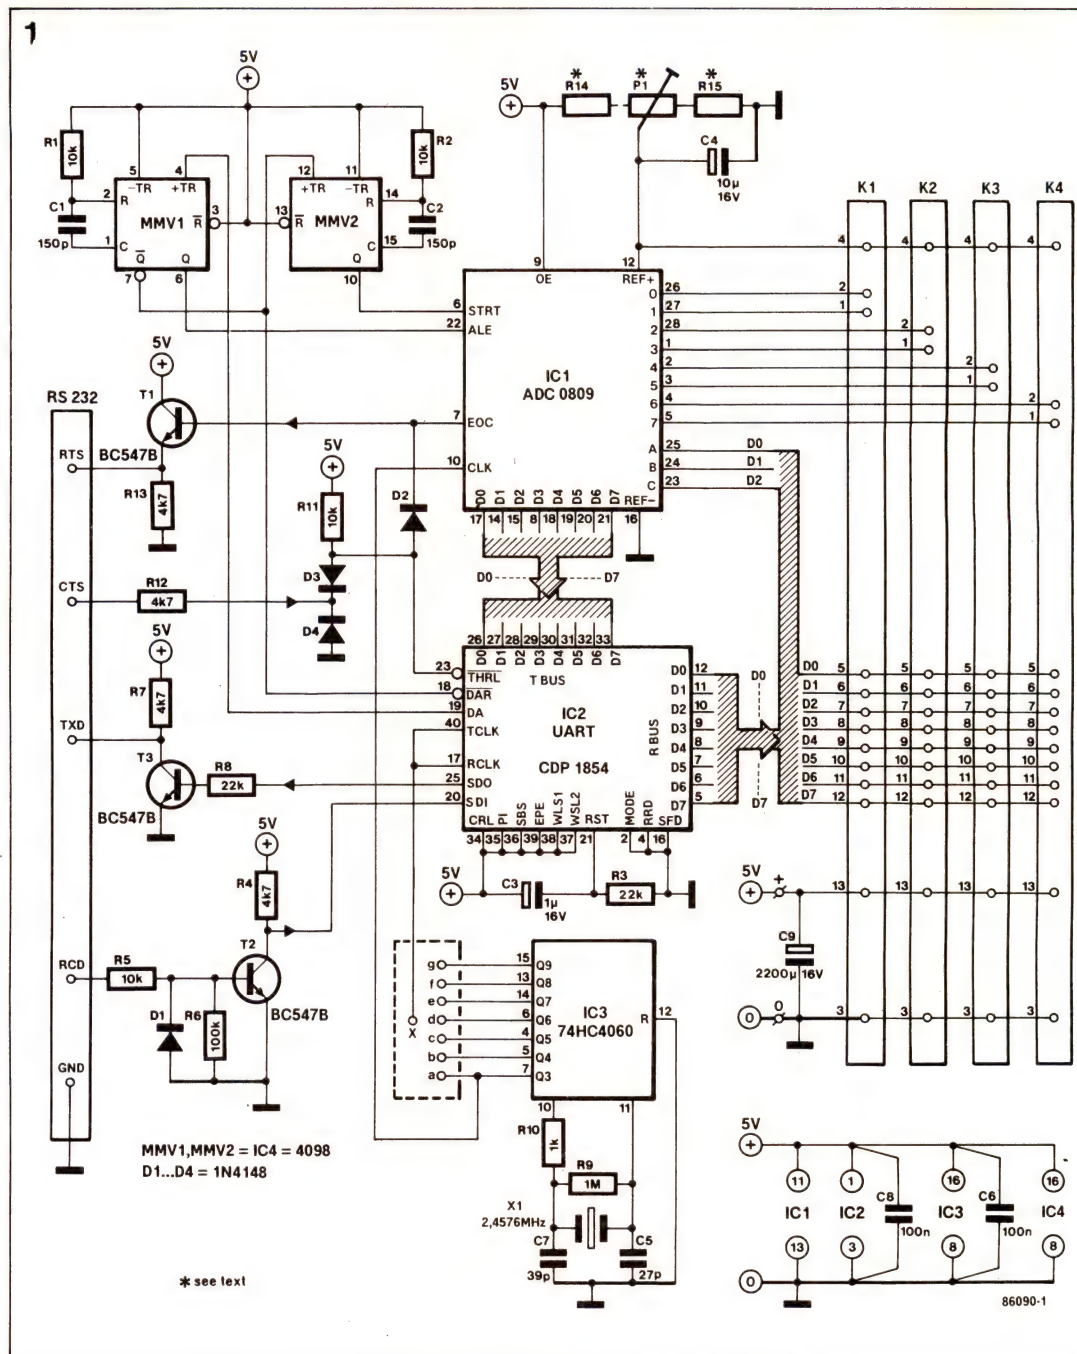 1
5V
5V
R14
P1
R15
*
*
*
R1
10k
R2
10k
C4
10µ
16V
K1
K2
K3
K4
5
4
12
11
-TR
+TR
+TR
-TR
2
R
MMV1
R
3
13
R
MMV2
R
14
C1
150p
1
C
Q
Q
7
6
C
15
Q
10
C2
150p
4
4
4
4
9
12
OE
REF+
6
STRT
22
ALE
IC1
ADC 0809
7
EOC
10
CLK
0
26
2
1
27
1
2
28
2
3
1
1
4
2
2
5
3
1
6
4
2
7
5
1
A
25
D0
B
24
D1
C
23
D2
REF-
D0
D1
D2
D3
D4
D5
D6
D7
17
14
15
8
18
19
20
21
16
5V
T1
BC547B
RS 232
RTS
R13
4k7
5V
R11
10k
D2
CTS
R12
4k7
D3
D4
D0
D7
26
27
28
29
30
31
32
33
D0
D1
D2
D3
D4
D5
D6
D7
23
THRL
T BUS
18
DAR
19
DA
40
TCLK
17
RCLK
25
SDO
20
SDI
IC2
UART
CDP 1854
R BUS
D0
12
D1
11
D2
10
D3
9
D4
8
D5
7
D6
6
D7
5
D0
D7
D0
5
5
5
5
5
D1
6
6
6
6
6
D2
7
7
7
7
7
D3
8
8
8
8
8
D4
9
9
9
9
9
D5
10
10
10
10
10
D6
11
11
11
11
11
D7
12
12
12
12
12
CRL
PI
SBS
EPE
WLS1
WSL2
RST
MODE
RRD
SFD
34
35
36
39
38
37
21
2
4
16
5V
R7
4k7
TXD
T3
BC547B
R8
22k
5V
R4
4k7
5V
C3
1µ
16V
R3
22k
5V
+
13
13
13
13
13
C9
2200µ 16V
0
0
3
3
3
3
3
RCD
R5
10k
T2
BC547B
D1
R6
100k
GND
g
f
e
d
c
b
a
X
15
Q9
13
Q8
14
Q7
6
Q6
4
Q5
5
Q4
7
Q3
IC3
74HC4060
R
12
10
11
R10
1k
R9
1M
X1
2,4576MHz
C7
39p
C5
27p
MMV1,MMV2 = IC4 = 4098
D1...D4 = 1N4148
* see text
5V
11
1
16
16
IC1
IC2
C8
100n
IC3
C6
100n
IC4
13
3
8
8
0
86090-1